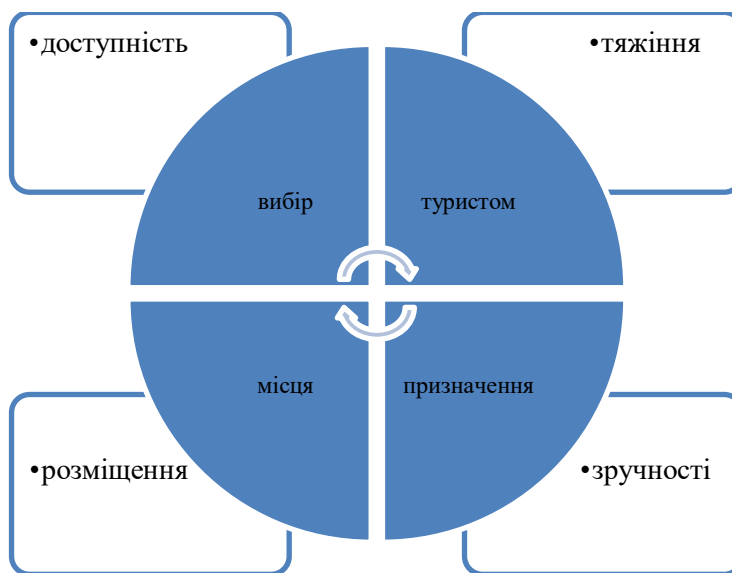 •доступність
•тяжіння
вибір
туристом
місця
призначення
•розміщення
•зручності